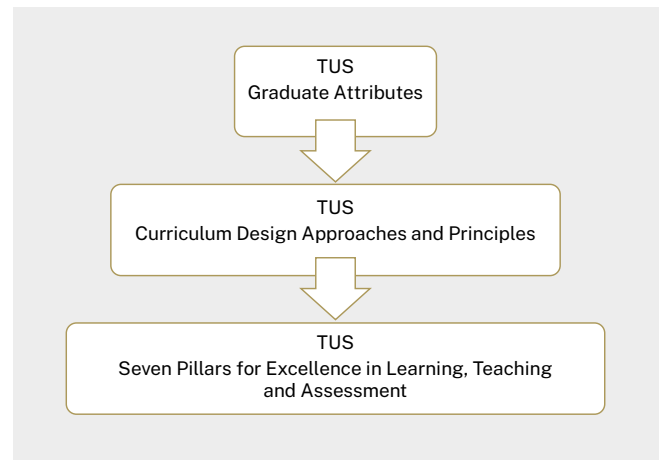 TUS
Graduate Attributes
TUS
Curriculum Design Approaches and Principles
TUS
Seven Pillars for Excellence in Learning, Teaching
and Assessment